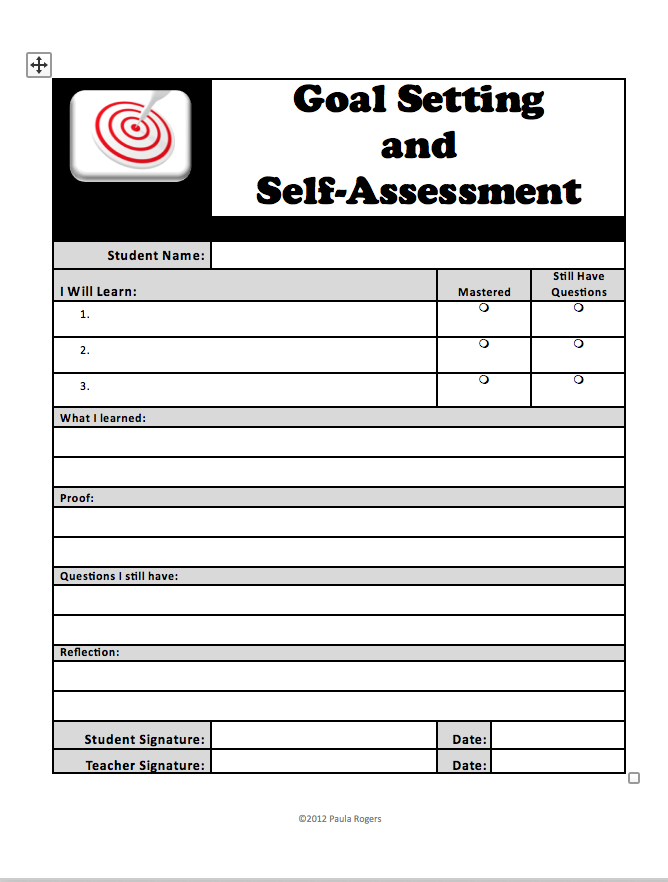 Goal Setting
and
Self-Assessment
Student Name:
I Will Learn:
Mastered
Still Have
Questions
1.
2.
3.
What I learned:
Proof:
Questions I still have:
Reflection:
Student Signature:
Date:
Teacher Signature:
Date:
©2012 Paula Rogers